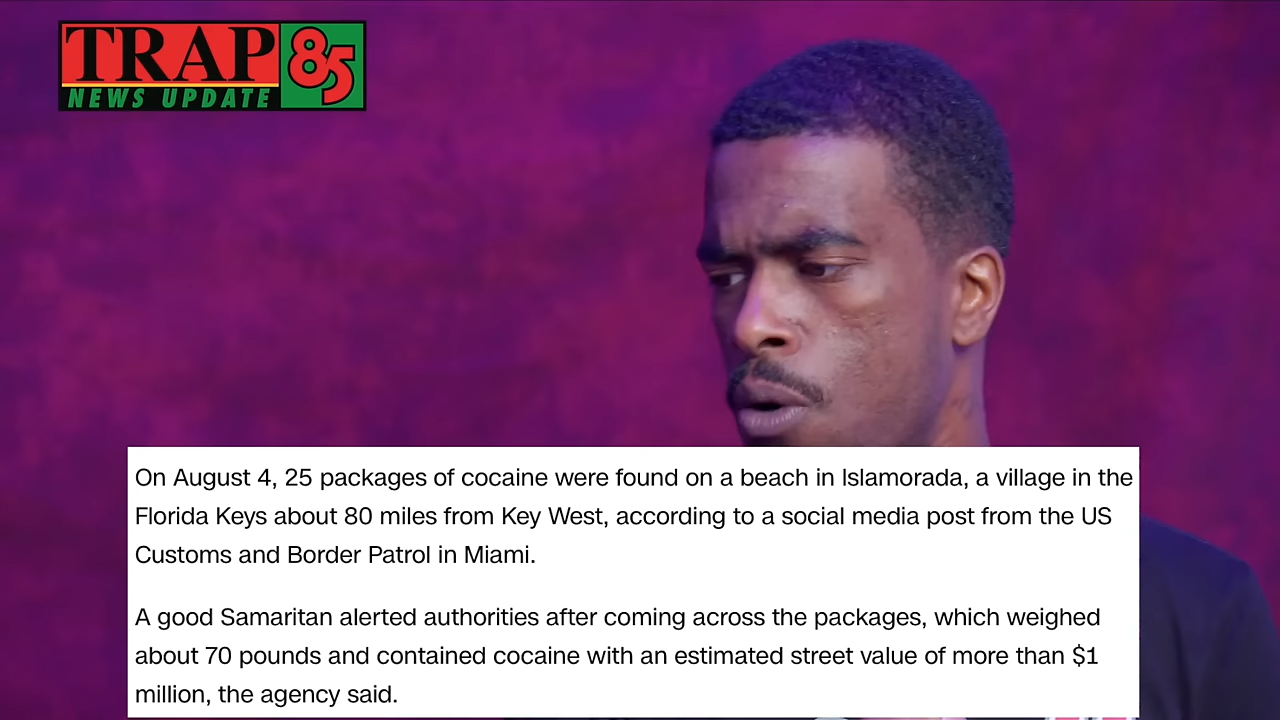 TRAP 85
NEWS UPDATE
On August 4, 25 packages of cocaine were found on a beach in Islamorada, a village in the
Florida Keys about 80 miles from Key West, according to a social media post from the US
Customs and Border Patrol in Miami.
A good Samaritan alerted authorities after coming across the packages, which weighed
about 70 pounds and contained cocaine with an estimated street value of more than $1
million, the agency said.